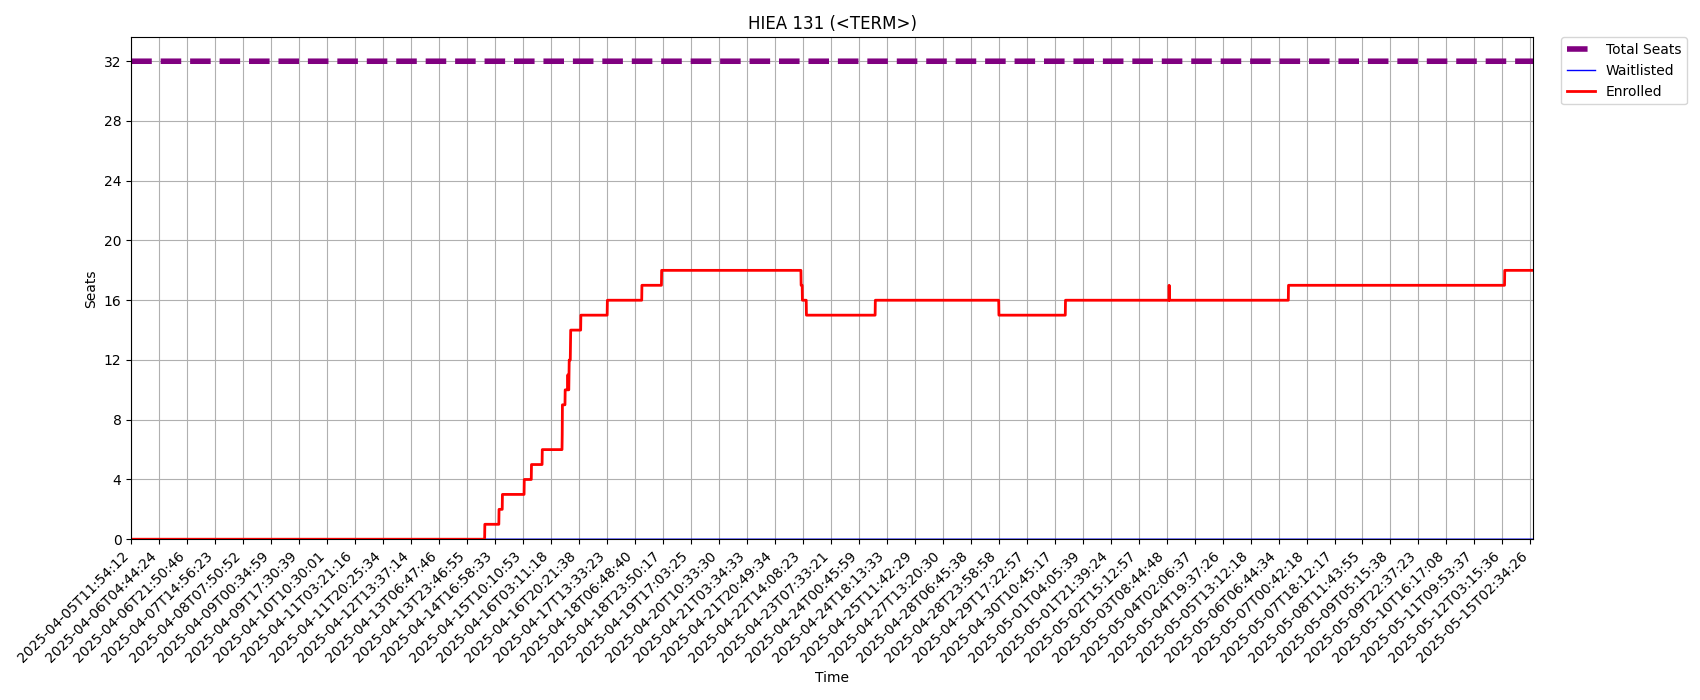 HIEA 131 (<TERM>)
Total Seats
Waitlisted
Enrolled
32
28
24
20
16
12
8
4
0
Seats
2025-04-05T11:54:12
2025-04-06T04:44:24
2025-04-06T21:50:46
2025-04-07T14:56:23
2025-04-08T07:50:52
2025-04-09T00:34:59
2025-04-09T17:30:39
2025-04-10T10:30:01
2025-04-11T03:21:16
2025-04-11T20:25:34
2025-04-12T13:37:14
2025-04-13T06:47:46
2025-04-13T23:46:55
2025-04-14T16:58:33
2025-04-15T10:10:53
2025-04-16T03:11:18
2025-04-16T20:21:38
2025-04-17T13:33:23
2025-04-18T06:48:40
2025-04-18T23:50:17
2025-04-19T17:03:25
2025-04-20T10:33:30
2025-04-21T03:34:33
2025-04-21T20:49:34
2025-04-22T14:08:23
2025-04-23T07:33:21
2025-04-24T00:45:59
2025-04-24T18:13:33
2025-04-25T11:42:29
2025-04-27T13:20:30
2025-04-28T06:45:38
2025-04-28T23:58:58
2025-04-29T17:22:57
2025-04-30T10:45:17
2025-05-01T04:05:39
2025-05-01T21:39:24
2025-05-02T15:12:57
2025-05-03T08:44:48
2025-05-04T02:06:37
2025-05-04T19:37:26
2025-05-05T13:12:18
2025-05-06T06:44:34
2025-05-07T00:42:18
2025-05-07T18:12:17
2025-05-08T11:43:55
2025-05-09T05:15:38
2025-05-09T22:37:23
2025-05-10T16:17:08
2025-05-11T09:53:37
2025-05-12T03:15:36
2025-05-15T02:34:26
Time